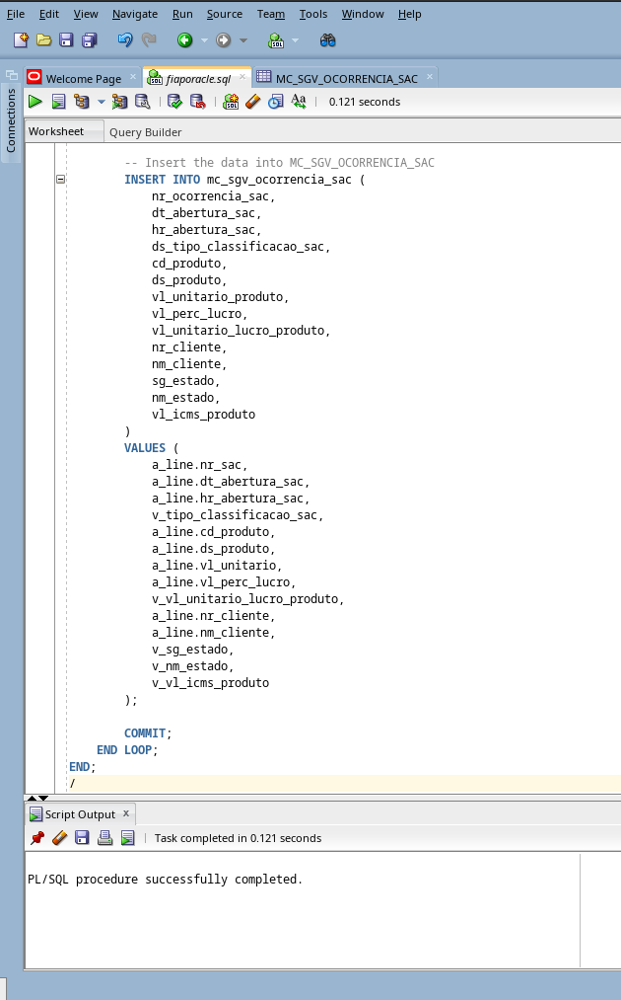 File Edit View Navigate Run Source Team Tools Window Help
Connections
Welcome Page fiaporacle.sql MC_SGV_OCORRENCIA_SAC
0.121 seconds
Worksheet Query Builder
-- Insert the data into MC_SGV_OCORRENCIA_SAC
INSERT INTO mc_sgv_ocorrencia_sac (
nr_ocorrencia_sac,
dt_abertura_sac,
hr_abertura_sac,
ds_tipo_classificacao_sac,
cd_produto,
ds_produto,
vl_unitario_produto,
vl_perc_lucro,
vl_unitario_lucro_produto,
nr_cliente,
nm_cliente,
sg_estado,
nm_estado,
vl_icms_produto
)
VALUES (
a_line.nr_sac,
a_line.dt_abertura_sac,
a_line.hr_abertura_sac,
v_tipo_classificacao_sac,
a_line.cd_produto,
a_line.ds_produto,
a_line.vl_unitario,
a_line.vl_perc_lucro,
v_vl_unitario_lucro_produto,
a_line.nr_cliente,
a_line.nm_cliente,
v_sg_estado,
v_nm_estado,
v_vl_icms_produto
);
COMMIT;
END LOOP;
END;
/
Script Output x
Task completed in 0.121 seconds
PL/SQL procedure successfully completed.